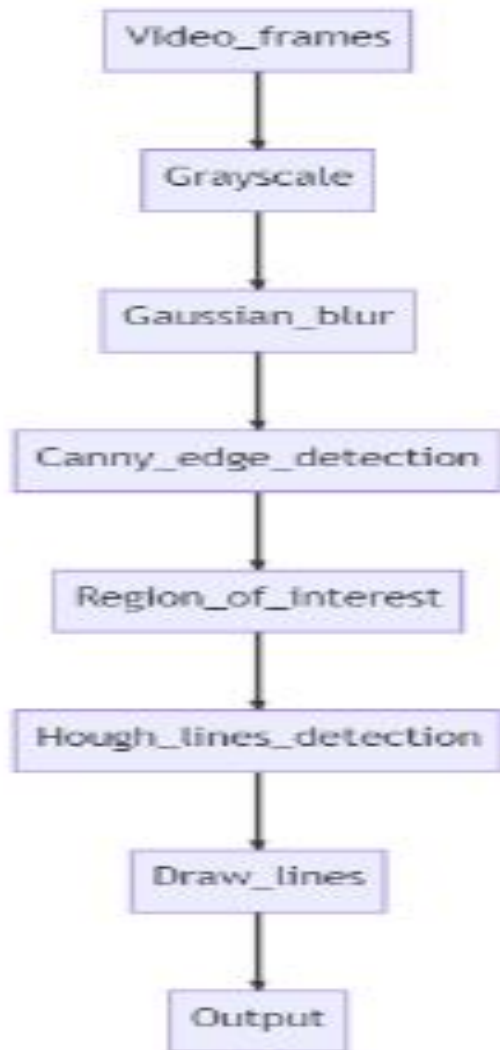 Video_frames
Grayscale
Gaussian_blur
Canny_edge_detection
Region_of_interest
Hough_lines_detection
Draw_lines
Output